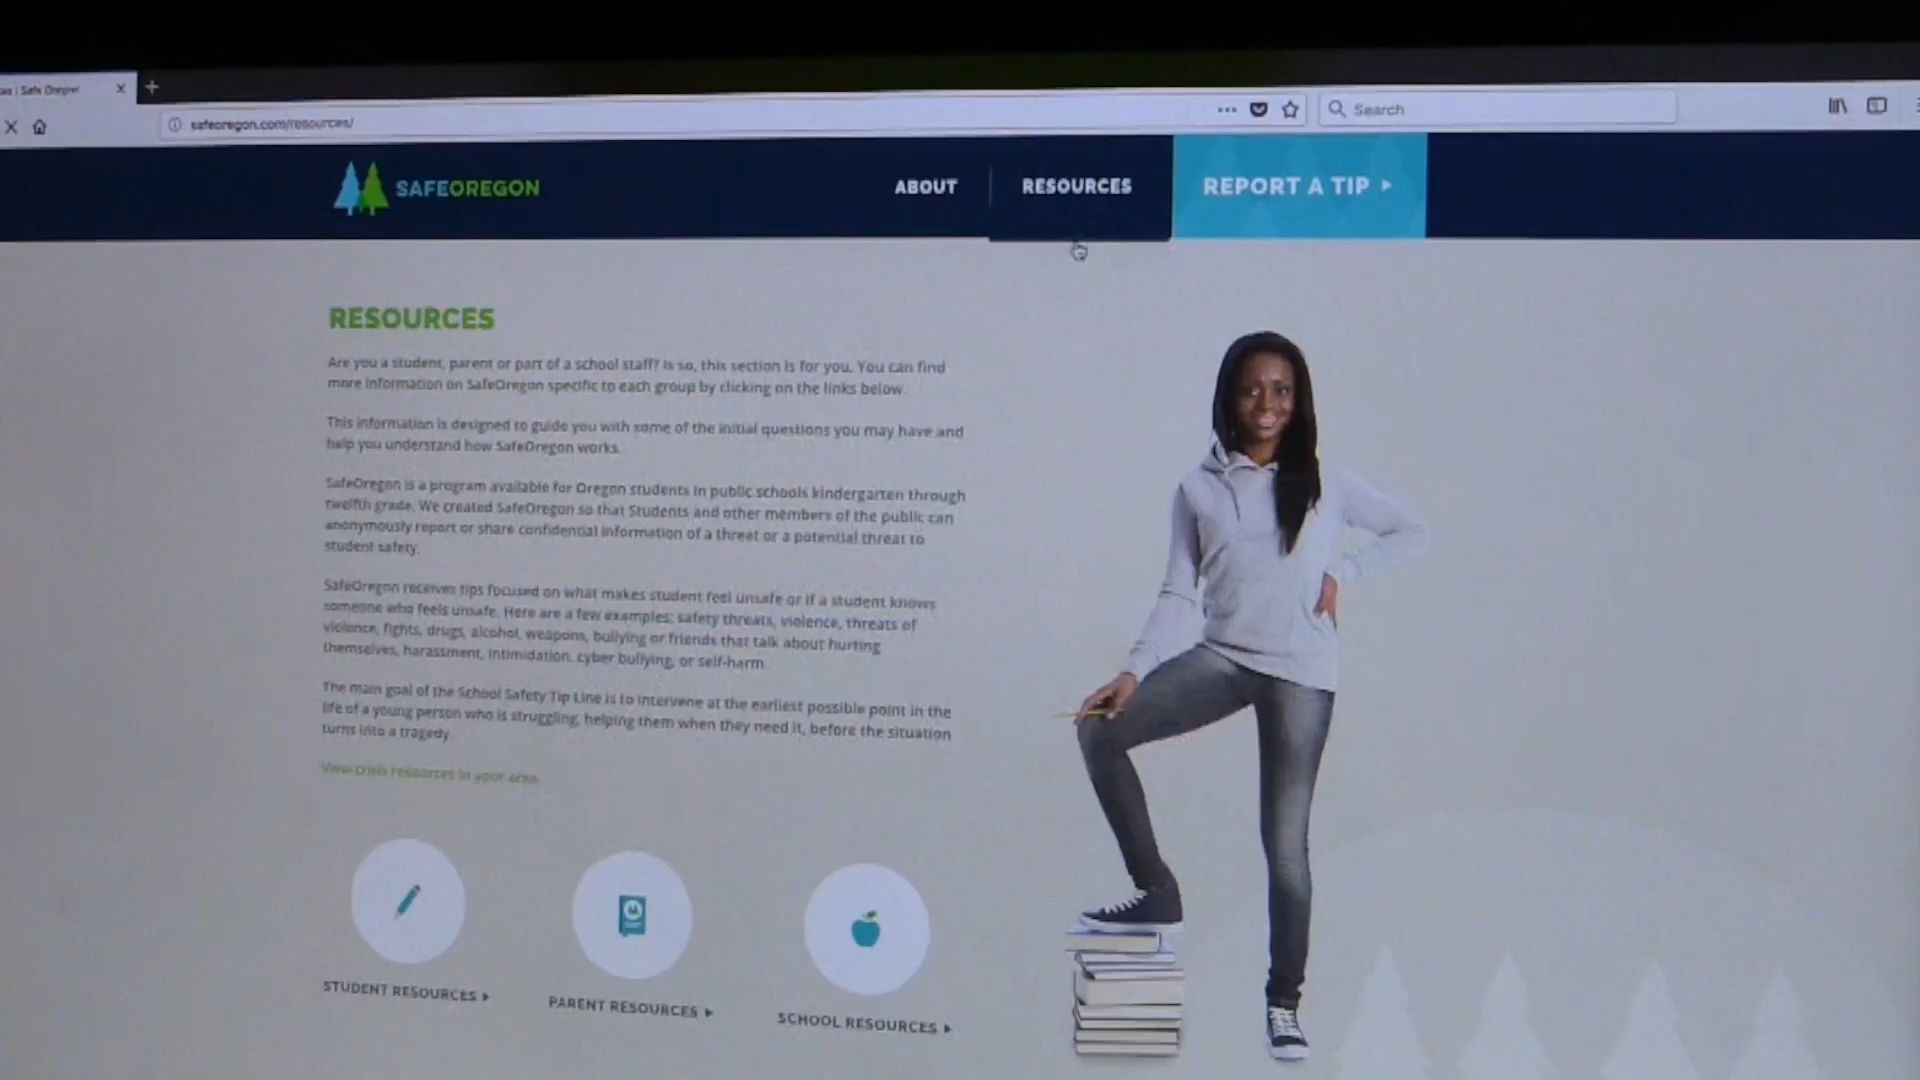 Safe Oregon
safeoregon.com/resources/
Search
SAFEOREGON
ABOUT
RESOURCES
REPORT A TIP
RESOURCES
Are you a student, parent or part of a school staff? Is so, this section is for you. You can find
more information on SafeOregon specific to each group by clicking on the links below.
This information is designed to guide you with some of the initial questions you may have and
help you understand how SafeOregon works.
SafeOregon is a program available for Oregon students in public schools kindergarten through
twelfth grade. We created SafeOregon so that Students and other members of the public can
anonymously report or share confidential information of a threat or a potential threat to
student safety.
SafeOregon receives tips focused on what makes student feel unsafe or if a student knows
someone who feels unsafe. Here are a few examples: safety threats, violence, threats of
violence, fights, drugs, alcohol, weapons, bullying or friends that talk about hurting
themselves, harassment, intimidation, cyber bullying, or self-harm.
The main goal of the School Safety Tip Line is to intervene at the earliest possible point in the
life of a young person who is struggling, helping them when they need it, before the situation
turns into a tragedy.
View crisis resources in your area.
STUDENT RESOURCES
PARENT RESOURCES
SCHOOL RESOURCES